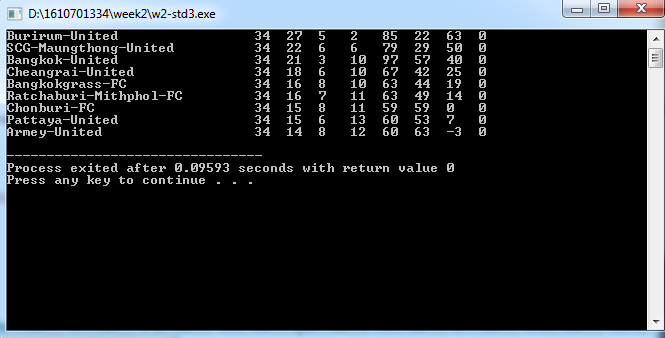 D:\1610701334\week2\w2-std3.exe
Burirum-United 34 27 5 2 85 22 63 0
SCG-Maungthong-United 34 22 6 6 79 29 50 0
Bangkok-United 34 21 3 10 97 57 40 0
Cheangrai-United 34 18 6 10 67 42 25 0
Bangkokgrass-FC 34 16 8 10 63 44 19 0
Ratchaburi-Mithphol-FC 34 16 7 11 63 49 14 0
Chonburi-FC 34 15 8 11 59 59 0 0
Pattaya-United 34 15 6 13 60 53 7 0
Armey-United 34 14 8 12 60 63 -3 0
--------------------------------
Process exited after 0.09593 seconds with return value 0
Press any key to continue . . .